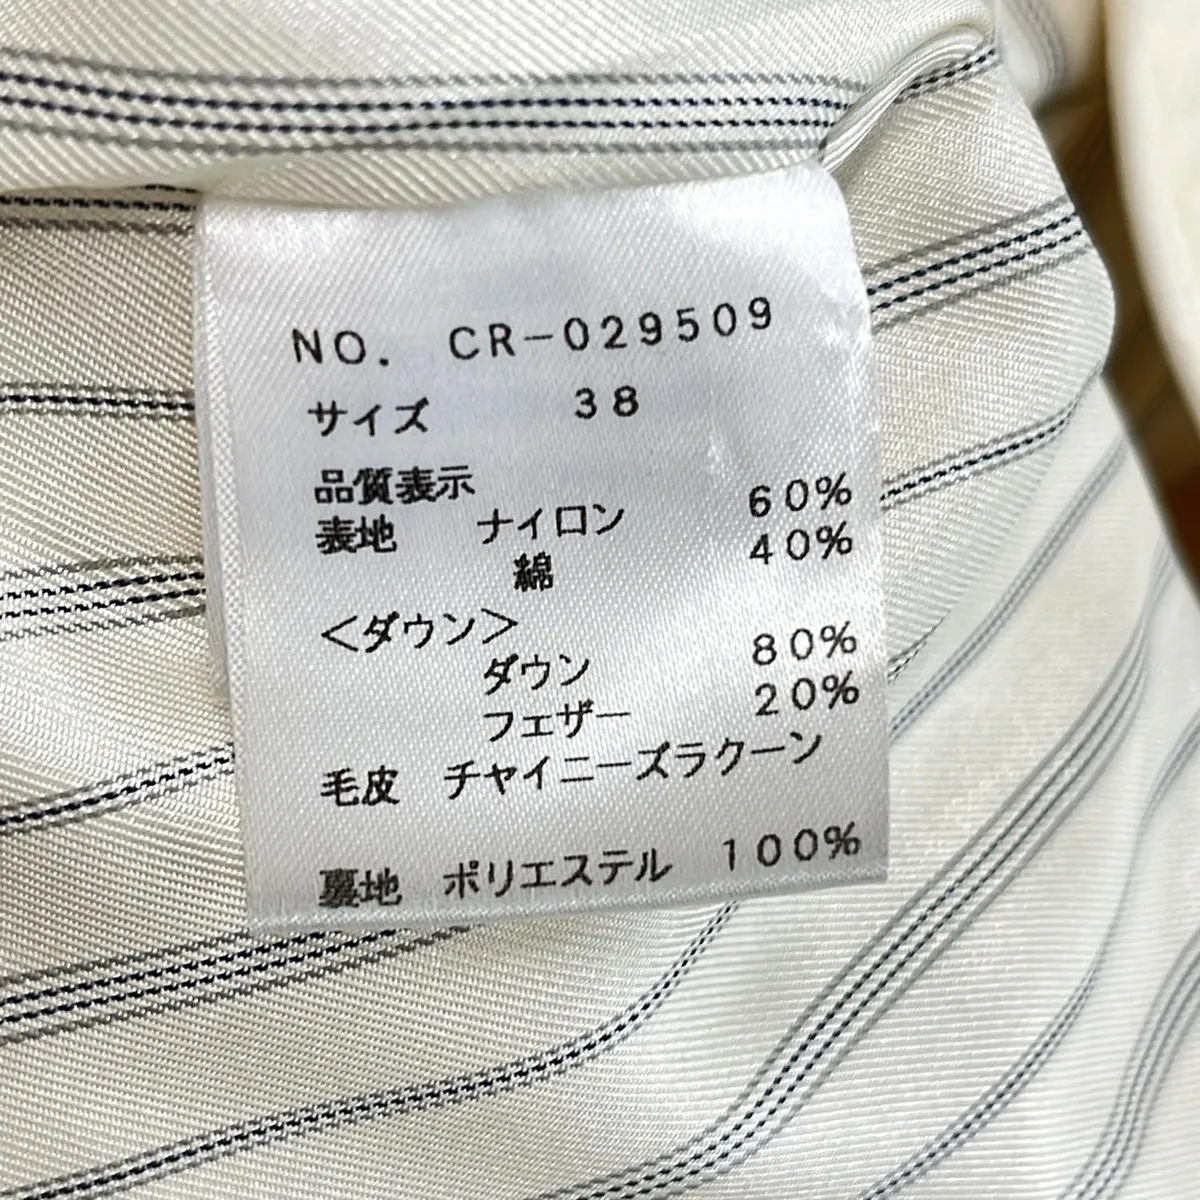 NO. CR-029509
サイズ 38
品質表示
表地 ナイロン 60%
綿 40%
<ダウン>
ダウン 80%
フェザー 20%
毛皮 チャイニーズラクーン
裏地 ポリエステル 100%